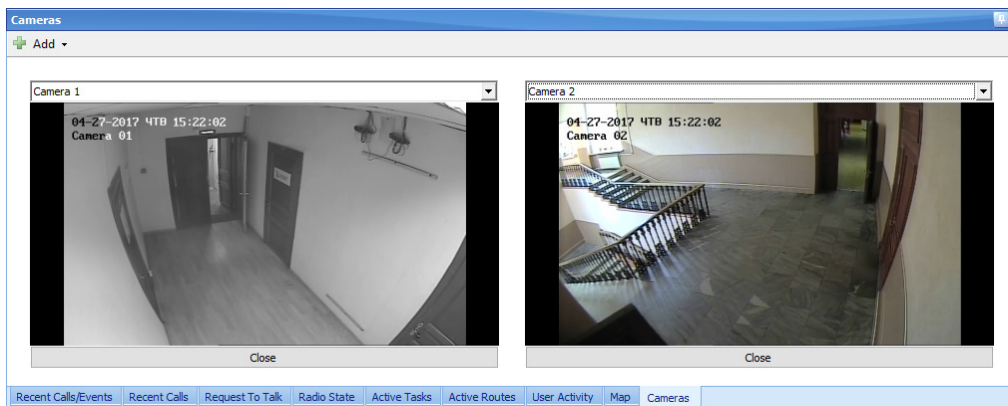 Cameras
Add
Camera 1
Camera 2
04-27-2017 ЧТВ 15:22:02
Camera 01
04-27-2017 ЧТВ 15:22:02
Camera 02
Close
Close
Recent Calls/Events Recent Calls Request To Talk Radio State Active Tasks Active Routes User Activity Map Cameras